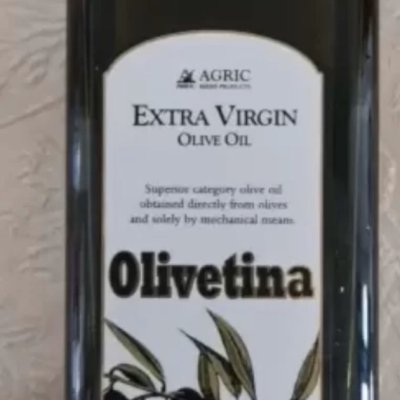 AGRIC
EXTRA VIRGIN
OLIVE OIL
Superior category olive oil
obtained directly from olives
and solely by mechanical means.
Olivetina